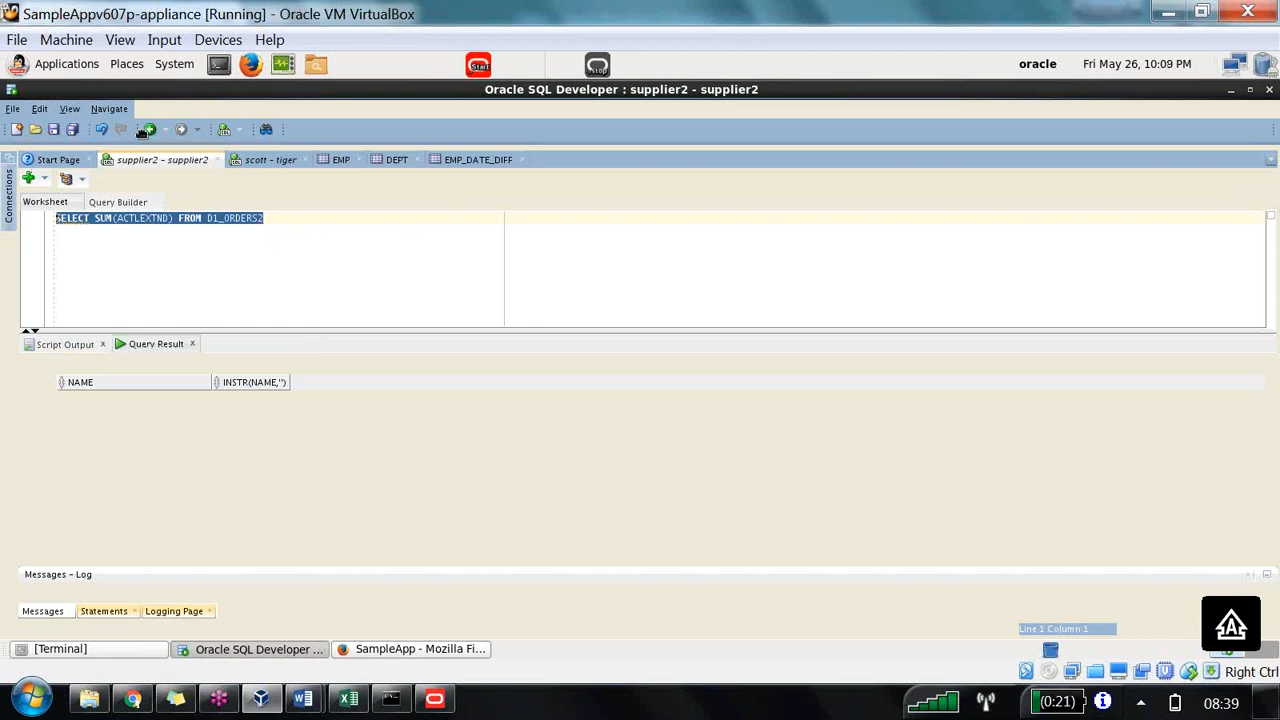 SampleAppv607p-appliance [Running] - Oracle VM VirtualBox
File Machine View Input Devices Help
Applications Places System Start Stop oracle Fri May 26, 10:09 PM
Oracle SQL Developer : supplier2 - supplier2
File Edit View Navigate
Start Page supplier2 - supplier2 scott - tiger EMP DEPT EMP_DATE_DIFF
Connections
Worksheet Query Builder
SELECT SUM(ACTLEXTND) FROM D1_ORDERS2
Script Output x Query Result x
NAME INSTR(NAME,'')
Messages - Log
Messages Statements Logging Page
Line 1 Column 1
[Terminal] Oracle SQL Developer ... SampleApp - Mozilla Fi...
Right Ctrl
(0:21) 08:39